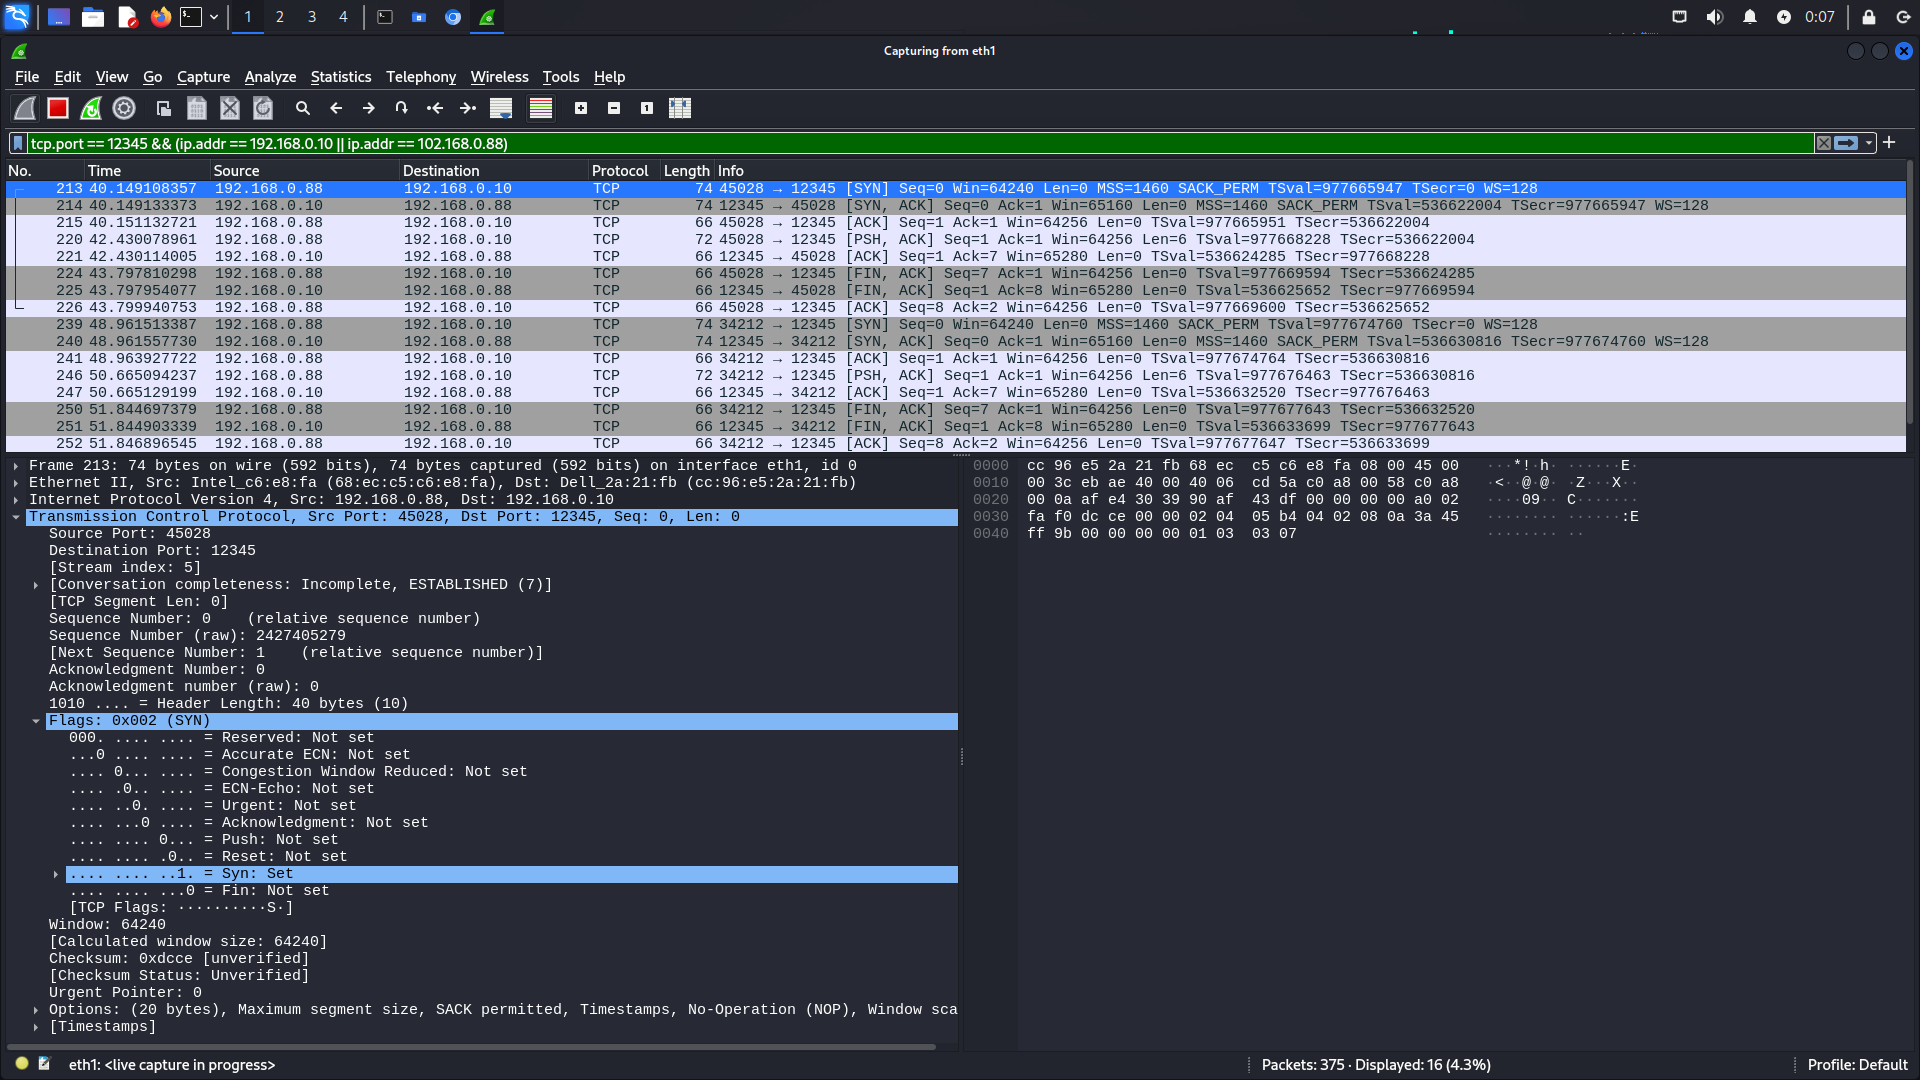 1 2 3 4 0:07
Capturing from eth1
File Edit View Go Capture Analyze Statistics Telephony Wireless Tools Help
tcp.port == 12345 && (ip.addr == 192.168.0.10 || ip.addr == 102.168.0.88)
No. Time Source Destination Protocol Length Info
213 40.149108357 192.168.0.88 192.168.0.10 TCP 74 45028 → 12345 [SYN] Seq=0 Win=64240 Len=0 MSS=1460 SACK_PERM TSval=977665947 TSecr=0 WS=128
214 40.149133373 192.168.0.10 192.168.0.88 TCP 74 12345 → 45028 [SYN, ACK] Seq=0 Ack=1 Win=65160 Len=0 MSS=1460 SACK_PERM TSval=536622004 TSecr=977665947 WS=128
215 40.151132721 192.168.0.88 192.168.0.10 TCP 66 45028 → 12345 [ACK] Seq=1 Ack=1 Win=64256 Len=0 TSval=977665951 TSecr=536622004
220 42.430078961 192.168.0.88 192.168.0.10 TCP 72 45028 → 12345 [PSH, ACK] Seq=1 Ack=1 Win=64256 Len=6 TSval=977668228 TSecr=536622004
221 42.430114005 192.168.0.10 192.168.0.88 TCP 66 12345 → 45028 [ACK] Seq=1 Ack=7 Win=65280 Len=0 TSval=536624285 TSecr=977668228
224 43.797810298 192.168.0.88 192.168.0.10 TCP 66 45028 → 12345 [FIN, ACK] Seq=7 Ack=1 Win=64256 Len=0 TSval=977669594 TSecr=536624285
225 43.797954077 192.168.0.10 192.168.0.88 TCP 66 12345 → 45028 [FIN, ACK] Seq=1 Ack=8 Win=65280 Len=0 TSval=536625652 TSecr=977669594
226 43.799940753 192.168.0.88 192.168.0.10 TCP 66 45028 → 12345 [ACK] Seq=8 Ack=2 Win=64256 Len=0 TSval=977669600 TSecr=536625652
239 48.961513387 192.168.0.88 192.168.0.10 TCP 74 34212 → 12345 [SYN] Seq=0 Win=64240 Len=0 MSS=1460 SACK_PERM TSval=977674760 TSecr=0 WS=128
240 48.961557730 192.168.0.10 192.168.0.88 TCP 74 12345 → 34212 [SYN, ACK] Seq=0 Ack=1 Win=65160 Len=0 MSS=1460 SACK_PERM TSval=536630816 TSecr=977674760 WS=128
241 48.963927722 192.168.0.88 192.168.0.10 TCP 66 34212 → 12345 [ACK] Seq=1 Ack=1 Win=64256 Len=0 TSval=977674764 TSecr=536630816
246 50.665094237 192.168.0.88 192.168.0.10 TCP 72 34212 → 12345 [PSH, ACK] Seq=1 Ack=1 Win=64256 Len=6 TSval=977676463 TSecr=536630816
247 50.665129199 192.168.0.10 192.168.0.88 TCP 66 12345 → 34212 [ACK] Seq=1 Ack=7 Win=65280 Len=0 TSval=536632520 TSecr=977676463
250 51.844697379 192.168.0.88 192.168.0.10 TCP 66 34212 → 12345 [FIN, ACK] Seq=7 Ack=1 Win=64256 Len=0 TSval=977677643 TSecr=536632520
251 51.844903339 192.168.0.10 192.168.0.88 TCP 66 12345 → 34212 [FIN, ACK] Seq=1 Ack=8 Win=65280 Len=0 TSval=536633699 TSecr=977677643
252 51.846896545 192.168.0.88 192.168.0.10 TCP 66 34212 → 12345 [ACK] Seq=8 Ack=2 Win=64256 Len=0 TSval=977677647 TSecr=536633699
Frame 213: 74 bytes on wire (592 bits), 74 bytes captured (592 bits) on interface eth1, id 0
Ethernet II, Src: Intel_c6:e8:fa (68:ec:c5:c6:e8:fa), Dst: Dell_2a:21:fb (cc:96:e5:2a:21:fb)
Internet Protocol Version 4, Src: 192.168.0.88, Dst: 192.168.0.10
Transmission Control Protocol, Src Port: 45028, Dst Port: 12345, Seq: 0, Len: 0
Source Port: 45028
Destination Port: 12345
[Stream index: 5]
[Conversation completeness: Incomplete, ESTABLISHED (7)]
[TCP Segment Len: 0]
Sequence Number: 0 (relative sequence number)
Sequence Number (raw): 2427405279
[Next Sequence Number: 1 (relative sequence number)]
Acknowledgment Number: 0
Acknowledgment number (raw): 0
1010 .... = Header Length: 40 bytes (10)
Flags: 0x002 (SYN)
000. .... .... = Reserved: Not set
...0 .... .... = Accurate ECN: Not set
.... 0... .... = Congestion Window Reduced: Not set
.... .0.. .... = ECN-Echo: Not set
.... ..0. .... = Urgent: Not set
.... ...0 .... = Acknowledgment: Not set
.... .... 0... = Push: Not set
.... .... .0.. = Reset: Not set
.... .... ..1. = Syn: Set
.... .... ...0 = Fin: Not set
[TCP Flags: ··········S·]
Window: 64240
[Calculated window size: 64240]
Checksum: 0xdcce [unverified]
[Checksum Status: Unverified]
Urgent Pointer: 0
Options: (20 bytes), Maximum segment size, SACK permitted, Timestamps, No-Operation (NOP), Window sca
[Timestamps]
0000 cc 96 e5 2a 21 fb 68 ec c5 c6 e8 fa 08 00 45 00 ···*!·h· ······E·
0010 00 3c eb ae 40 00 40 06 cd 5a c0 a8 00 58 c0 a8 ·<··@·@· ·Z···X··
0020 00 0a af e4 30 39 90 af 43 df 00 00 00 00 a0 02 ····09·· C·······
0030 fa f0 dc ce 00 00 02 04 05 b4 04 02 08 0a 3a 45 ········ ······:E
0040 ff 9b 00 00 00 00 01 03 03 07 ········ ··
eth1: <live capture in progress>
Packets: 375 · Displayed: 16 (4.3%)
Profile: Default